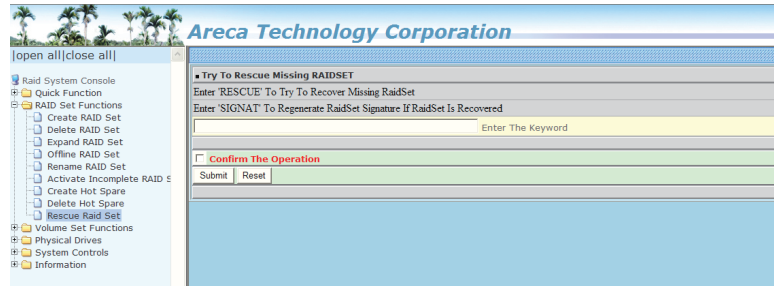 Areca Technology Corporation
|open all|close all|
Raid System Console
Quick Function
RAID Set Functions
Create RAID Set
Delete RAID Set
Expand RAID Set
Offline RAID Set
Rename RAID Set
Activate Incomplete RAID S
Create Hot Spare
Delete Hot Spare
Rescue Raid Set
Volume Set Functions
Physical Drives
System Controls
Information
Try To Rescue Missing RAIDSET
Enter 'RESCUE' To Try To Recover Missing RaidSet
Enter 'SIGNAT' To Regenerate RaidSet Signature If RaidSet Is Recovered
Enter The Keyword
Confirm The Operation
Submit Reset